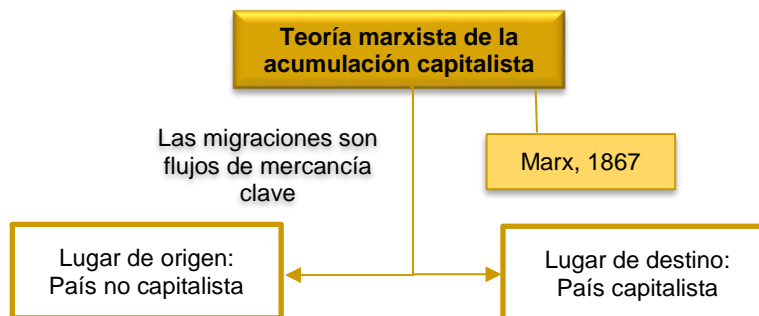 Teoría marxista de la
acumulación capitalista
Las migraciones son
flujos de mercancía
clave
Marx, 1867
Lugar de origen:
País no capitalista
Lugar de destino:
País capitalista